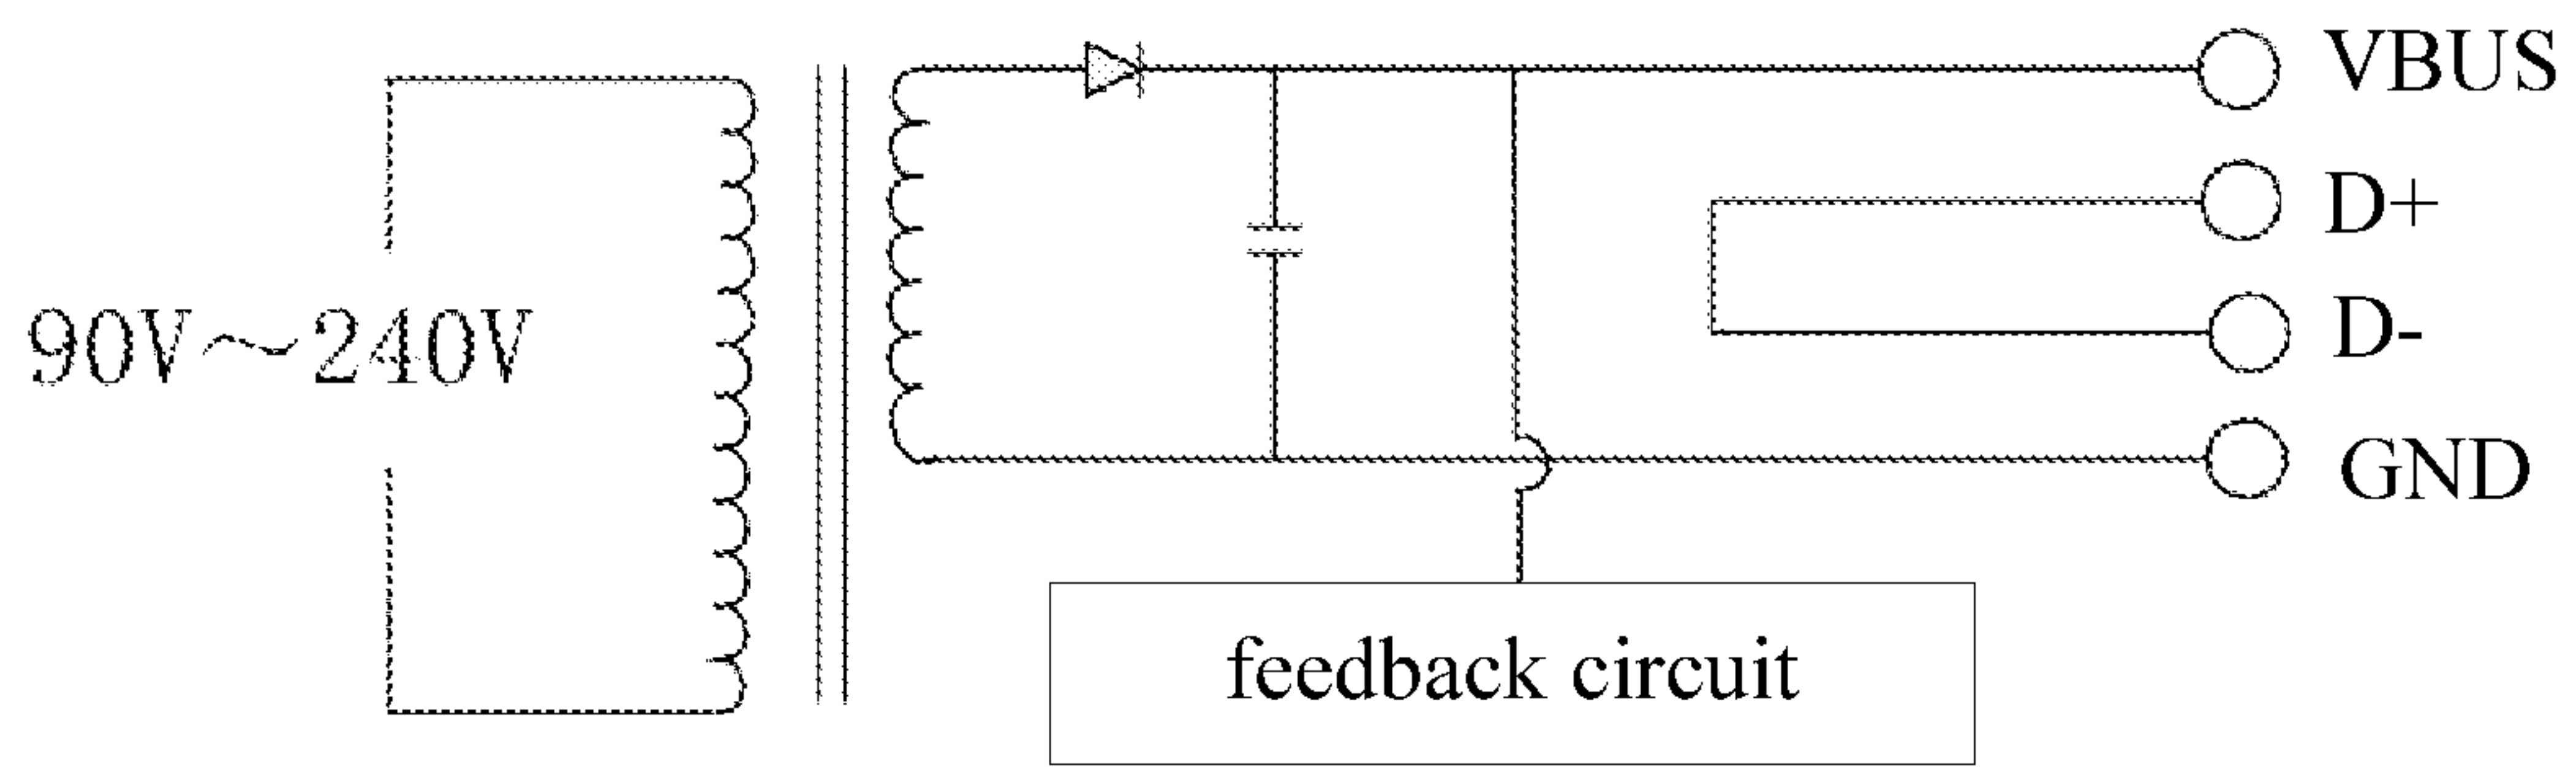 VBUS
D+
90V～240V
D-
GND
feedback circuit